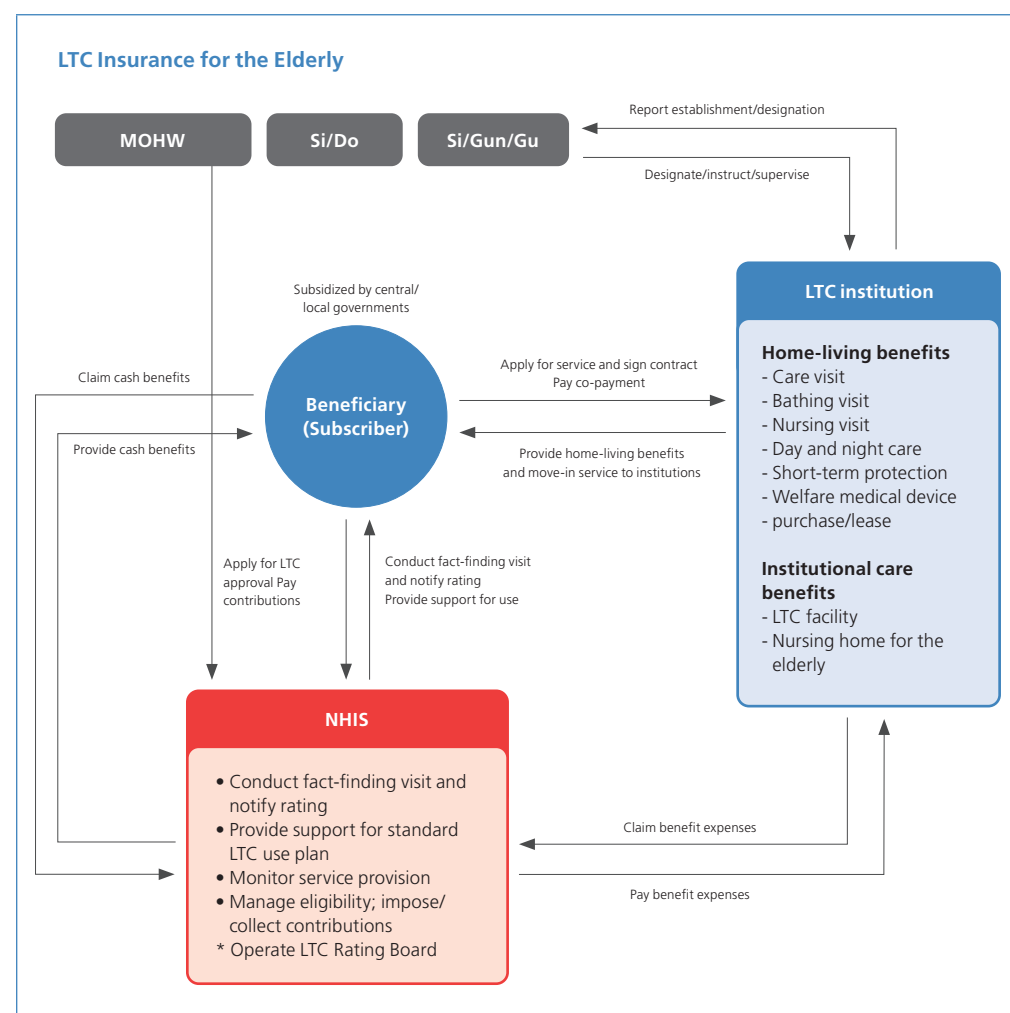 LTC Insurance for the Elderly
MOHW
Si/Do
Si/Gun/Gu
Report establishment/designation
Designate/instruct/supervise
Subsidized by central/
local governments
Beneficiary
(Subscriber)
Claim cash benefits
Provide cash benefits
Apply for service and sign contract
Pay co-payment
Provide home-living benefits
and move-in service to institutions
LTC institution
Home-living benefits
- Care visit
- Bathing visit
- Nursing visit
- Day and night care
- Short-term protection
- Welfare medical device
- purchase/lease
Institutional care
benefits
- LTC facility
- Nursing home for the
elderly
Apply for LTC
approval Pay
contributions
Conduct fact-finding visit
and notify rating
Provide support for use
NHIS
• Conduct fact-finding visit and
notify rating
• Provide support for standard
LTC use plan
• Monitor service provision
• Manage eligibility; impose/
collect contributions
* Operate LTC Rating Board
Claim benefit expenses
Pay benefit expenses